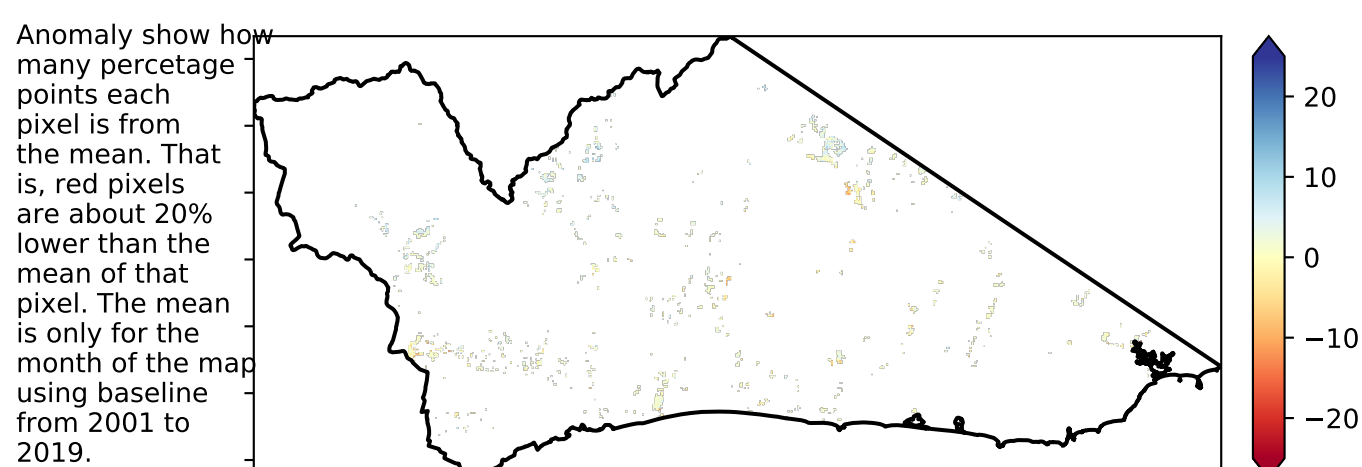 Anomaly show how
many percetage
points each
pixel is from
the mean. That
is, red pixels
are about 20%
lower than the
mean of that
pixel. The mean
is only for the
month of the map
using baseline
from 2001 to
2019.
20
10
0
−10
−20